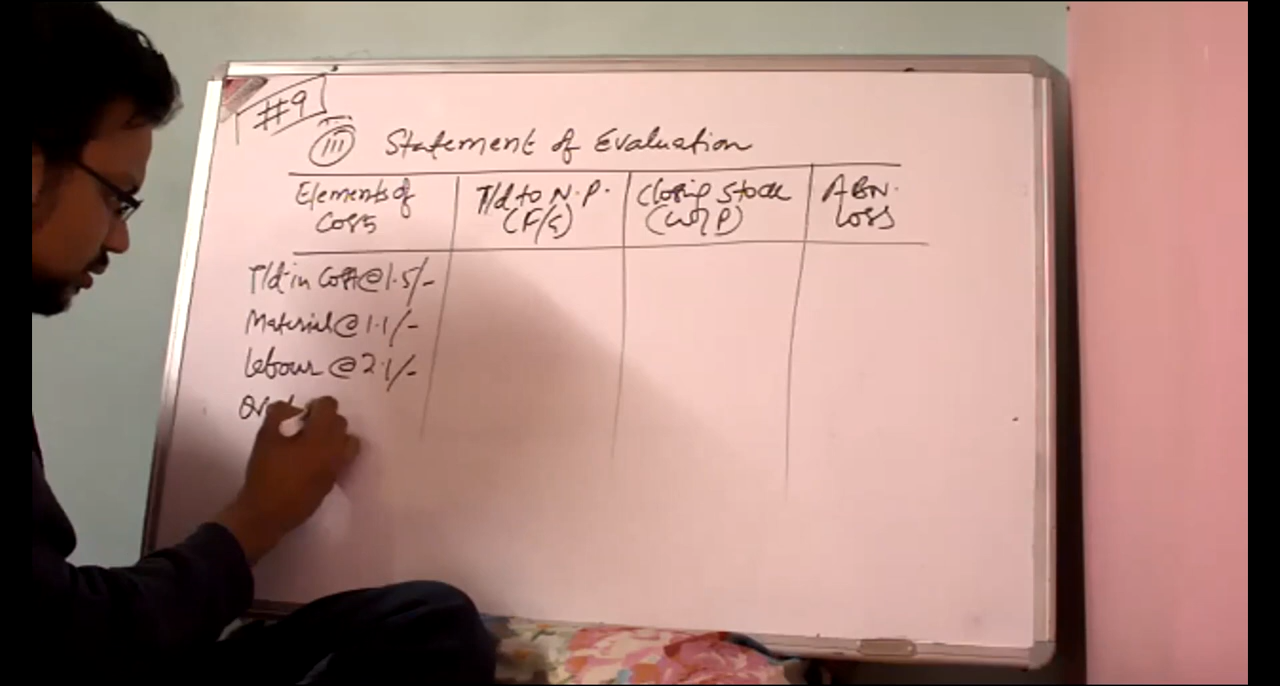 #9
(III) Statement of Evaluation
Elements of Costs
T/d to N.P. (F/G)
Closing Stock (WIP)
ABN. Loss
T/d in Cost @ 1.5/-
Material @ 1.1/-
Labour @ 2.1/-